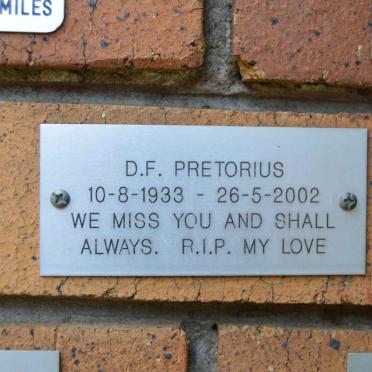 MILES
D.F. PRETORIUS
10-8-1933 - 26-5-2002
WE MISS YOU AND SHALL
ALWAYS. R.I.P. MY LOVE